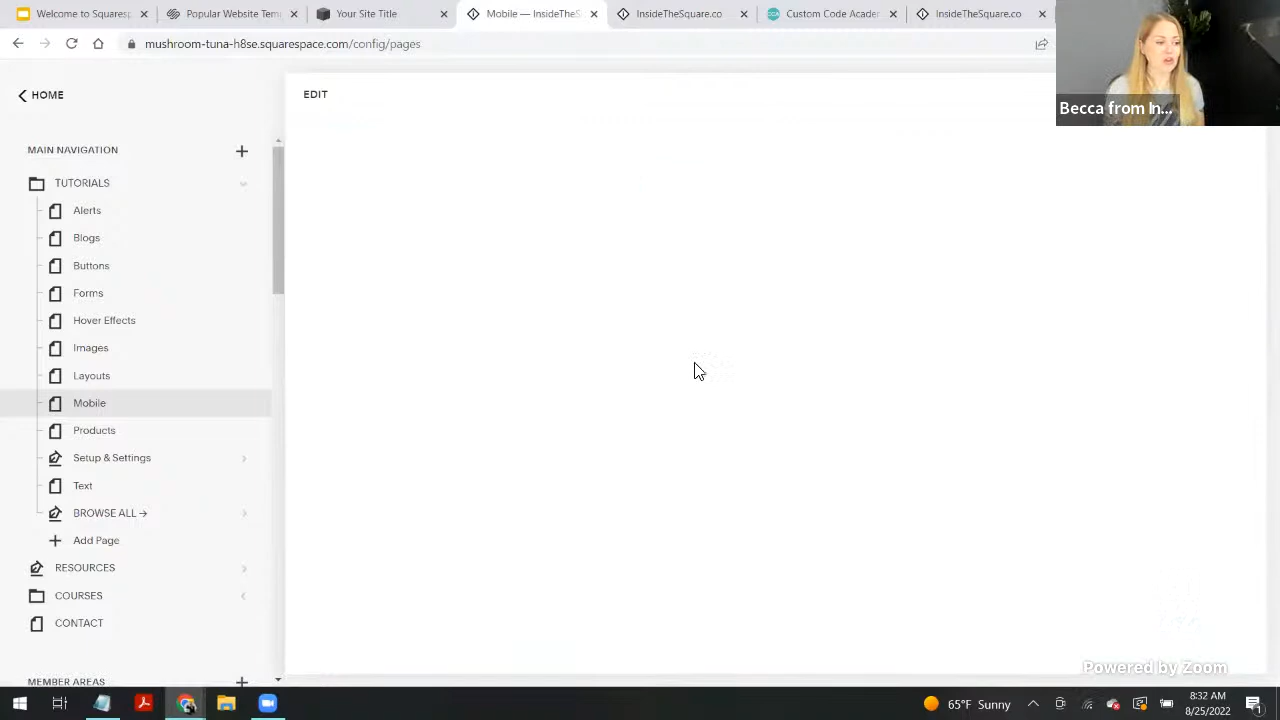 Welcome to Squaresp
Popular Website Temp
Your Site Title
Mobile — InsideTheS
InsideTheSquare.co
Custom Code Academ
InsideTheSquare.co
mushroom-tuna-h8se.squarespace.com/config/pages
Becca from In...
HOME
EDIT
MAIN NAVIGATION
TUTORIALS
Alerts
Blogs
Buttons
Forms
Hover Effects
Images
Layouts
Mobile
Products
Setup & Settings
Text
BROWSE ALL →
Add Page
RESOURCES
COURSES
CONTACT
MEMBER AREAS
Powered by Zoom
65°F Sunny
8:32 AM
8/25/2022
1